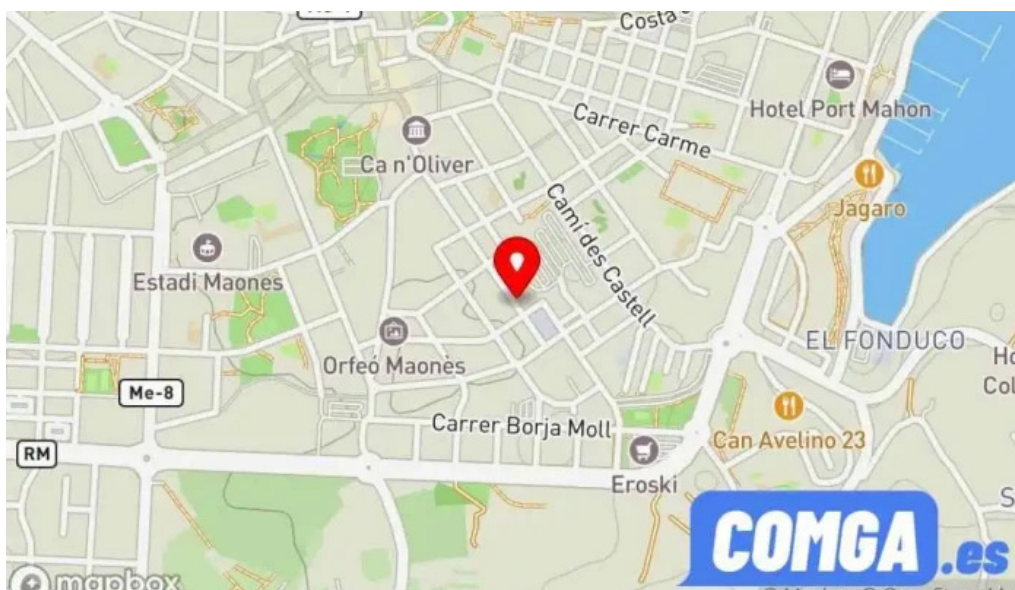 Costa
Hotel Port Mahon
Carrer Carme
Ca n'Oliver
Jagaro
Camí des Castell
Estadi Maones
EL FONDUCO
Orfeó Maonès
Me-8
Carrer Borja Moll
Can Avelino 23
RM
Eroski
COMGA.es
mapbox